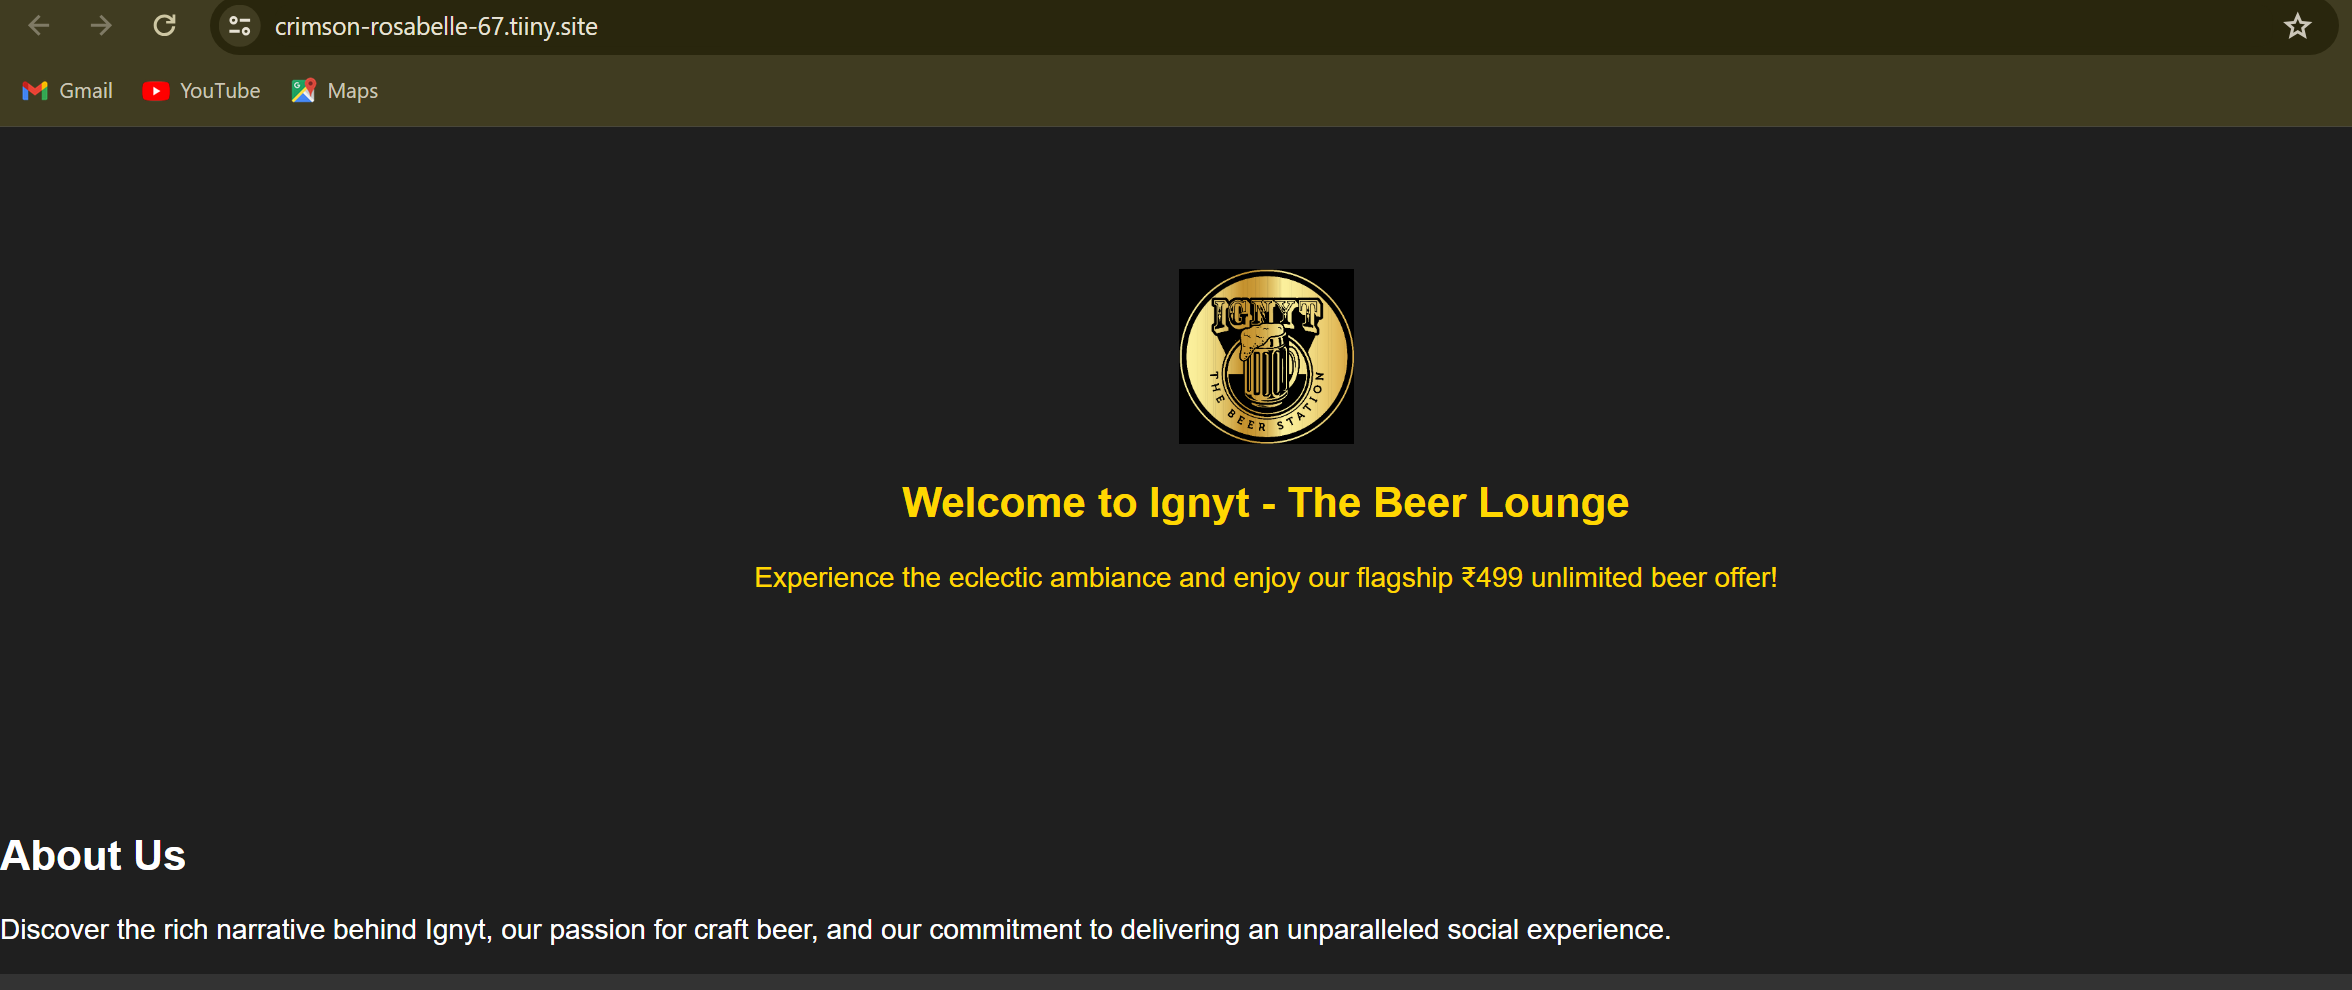 crimson-rosabelle-67.tiiny.site
Gmail YouTube Maps
IGNYT
THE BEER STATION
Welcome to Ignyt - The Beer Lounge
Experience the eclectic ambiance and enjoy our flagship ₹499 unlimited beer offer!
About Us
Discover the rich narrative behind Ignyt, our passion for craft beer, and our commitment to delivering an unparalleled social experience.